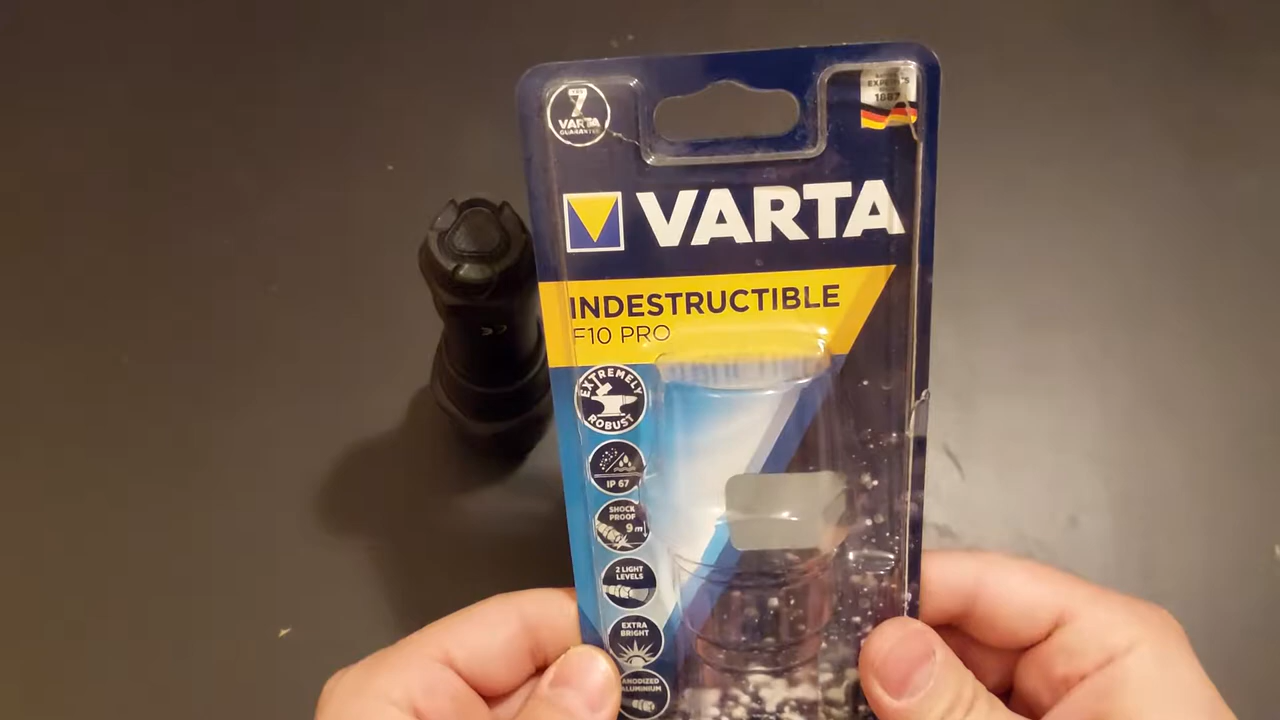 7
VARTA
GUARANTEE
EXPERTS
1887
VARTA
INDESTRUCTIBLE
F10 PRO
EXTREMELY
ROBUST
IP 67
SHOCK
PROOF
9 m
2 LIGHT
LEVELS
EXTRA
BRIGHT
ANODIZED
ALUMINIUM